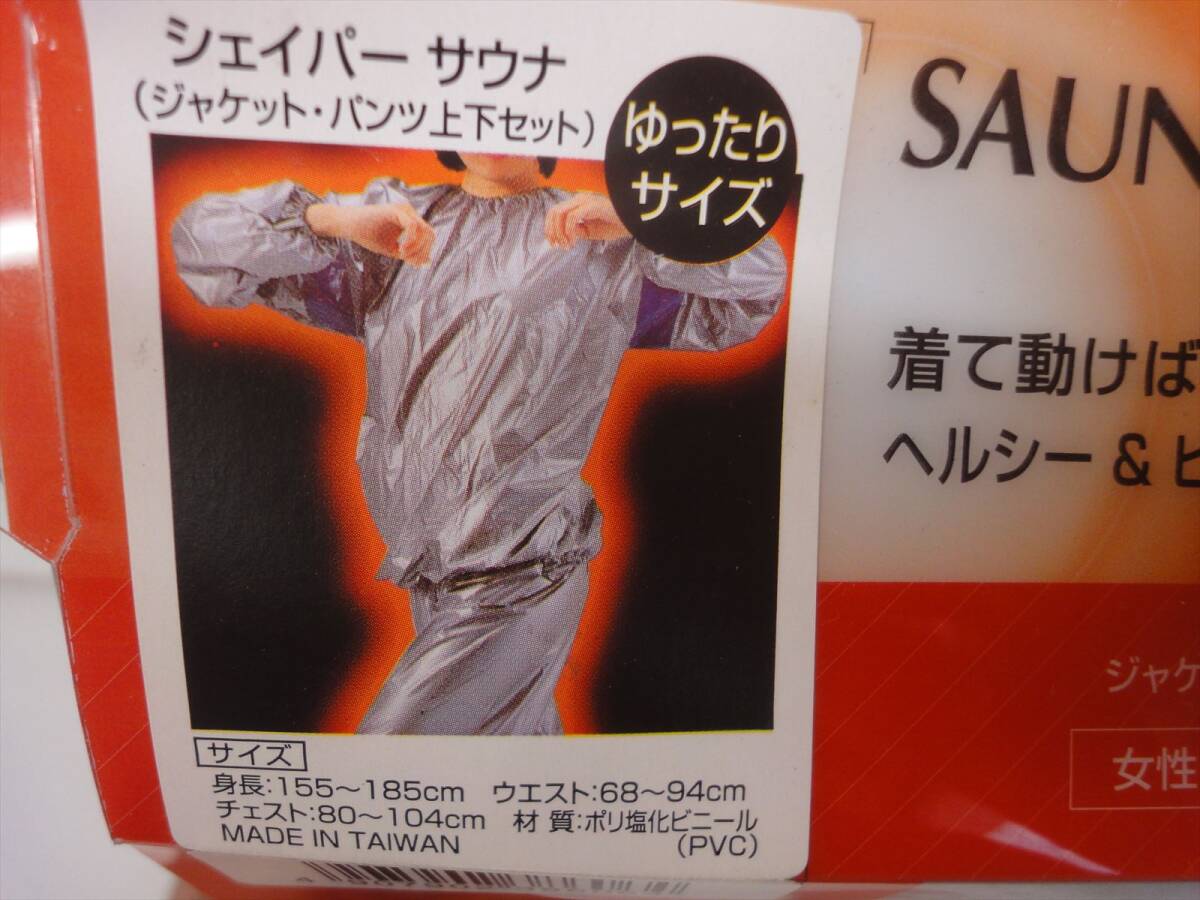 シェイパー サウナ
(ジャケット・パンツ上下セット)
ゆったり
サイズ
サイズ
身長:155～185cm ウエスト:68～94cm
チェスト:80～104cm 材 質:ポリ塩化ビニール
MADE IN TAIWAN (PVC)
SAUN
着て動けば
ヘルシー & ビ
ジャケ
女性